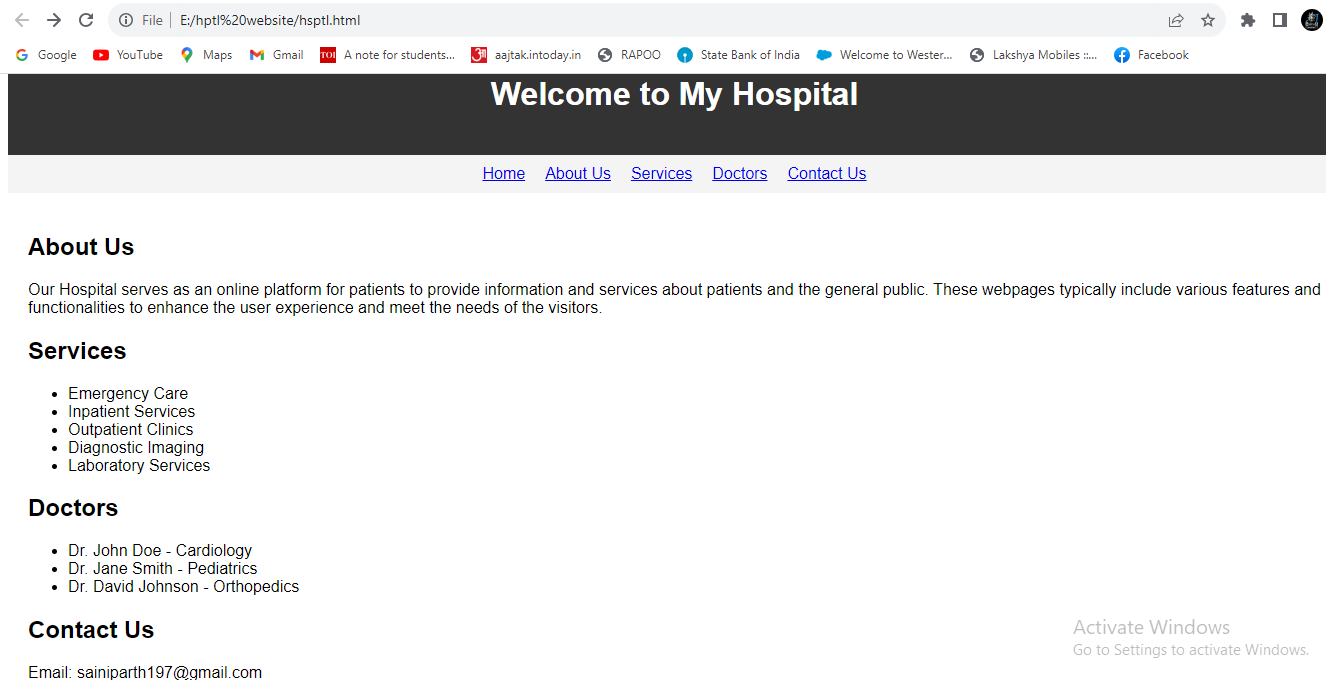 File E:/hptl%20website/hsptl.html
Google YouTube Maps Gmail TOI A note for students... aajtak.intoday.in RAPOO State Bank of India Welcome to Wester... Lakshya Mobiles ::... Facebook
Welcome to My Hospital
Home About Us Services Doctors Contact Us
About Us
Our Hospital serves as an online platform for patients to provide information and services about patients and the general public. These webpages typically include various features and
functionalities to enhance the user experience and meet the needs of the visitors.
Services
• Emergency Care
• Inpatient Services
• Outpatient Clinics
• Diagnostic Imaging
• Laboratory Services
Doctors
• Dr. John Doe - Cardiology
• Dr. Jane Smith - Pediatrics
• Dr. David Johnson - Orthopedics
Contact Us
Email: sainiparth197@gmail.com
Activate Windows
Go to Settings to activate Windows.